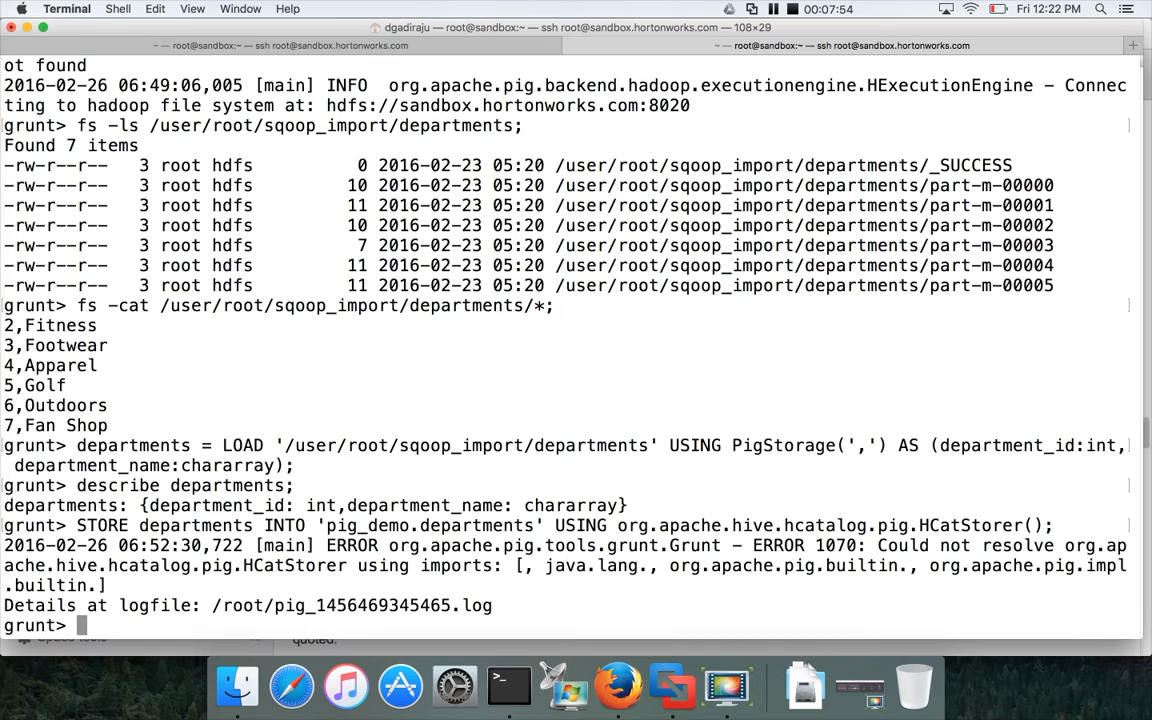 Terminal Shell Edit View Window Help 00:07:54 Fri 12:22 PM
dgadiraju — root@sandbox:~ — ssh root@sandbox.hortonworks.com — 108×29
~ — root@sandbox:~ — ssh root@sandbox.hortonworks.com ~ — root@sandbox:~ — ssh root@sandbox.hortonworks.com +
ot found
2016-02-26 06:49:06,005 [main] INFO  org.apache.pig.backend.hadoop.executionengine.HExecutionEngine - Connec
ting to hadoop file system at: hdfs://sandbox.hortonworks.com:8020
grunt> fs -ls /user/root/sqoop_import/departments;
Found 7 items
-rw-r--r--   3 root hdfs          0 2016-02-23 05:20 /user/root/sqoop_import/departments/_SUCCESS
-rw-r--r--   3 root hdfs         10 2016-02-23 05:20 /user/root/sqoop_import/departments/part-m-00000
-rw-r--r--   3 root hdfs         11 2016-02-23 05:20 /user/root/sqoop_import/departments/part-m-00001
-rw-r--r--   3 root hdfs         10 2016-02-23 05:20 /user/root/sqoop_import/departments/part-m-00002
-rw-r--r--   3 root hdfs          7 2016-02-23 05:20 /user/root/sqoop_import/departments/part-m-00003
-rw-r--r--   3 root hdfs         11 2016-02-23 05:20 /user/root/sqoop_import/departments/part-m-00004
-rw-r--r--   3 root hdfs         11 2016-02-23 05:20 /user/root/sqoop_import/departments/part-m-00005
grunt> fs -cat /user/root/sqoop_import/departments/*;
2,Fitness
3,Footwear
4,Apparel
5,Golf
6,Outdoors
7,Fan Shop
grunt> departments = LOAD '/user/root/sqoop_import/departments' USING PigStorage(',') AS (department_id:int,
 department_name:chararray);
grunt> describe departments;
departments: {department_id: int,department_name: chararray}
grunt> STORE departments INTO 'pig_demo.departments' USING org.apache.hive.hcatalog.pig.HCatStorer();
2016-02-26 06:52:30,722 [main] ERROR org.apache.pig.tools.grunt.Grunt - ERROR 1070: Could not resolve org.ap
ache.hive.hcatalog.pig.HCatStorer using imports: [, java.lang., org.apache.pig.builtin., org.apache.pig.impl
.builtin.]
Details at logfile: /root/pig_1456469345465.log
grunt>
quoted.